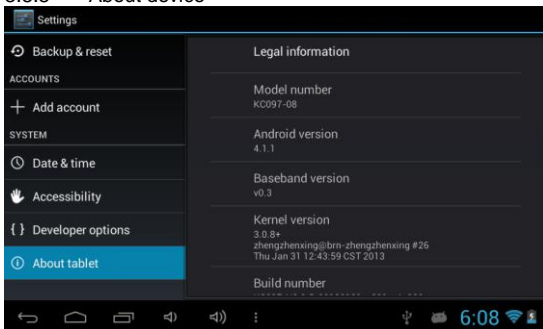 Settings
Backup & reset
ACCOUNTS
Add account
SYSTEM
Date & time
Accessibility
{ } Developer options
About tablet
Legal information
Model number
KC097-08
Android version
4.1.1
Baseband version
v0.3
Kernel version
3.0.8+
zhengzhenxing@brn-zhengzhenxing #26
Thu Jan 31 12:43:59 CST 2013
Build number
6:08